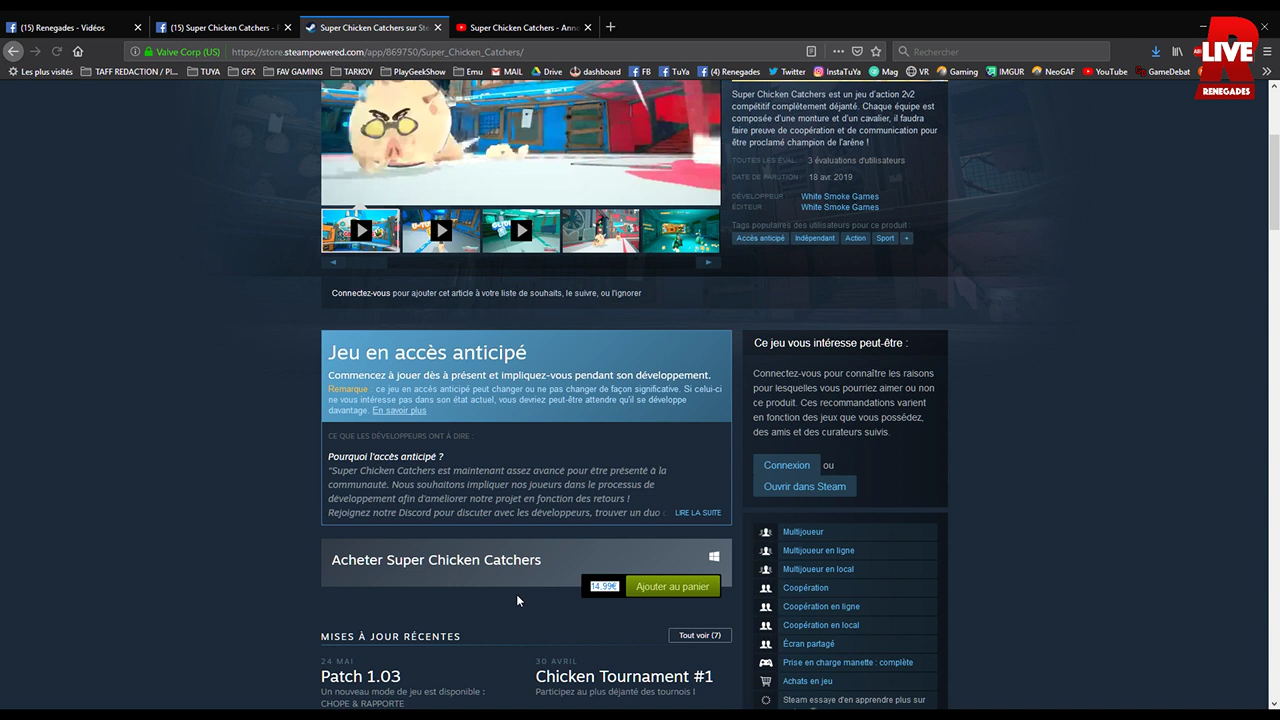 (15) Renegades - Vidéos
(15) Super Chicken Catchers -
Super Chicken Catchers sur Ste
Super Chicken Catchers - Anno
LIVE
RENEGADES
Valve Corp (US)
https://store.steampowered.com/app/869750/Super_Chicken_Catchers/
Rechercher
Les plus visités
TAFF REDACTION / PL...
TUYA
GFX
FAV GAMING
TARKOV
PlayGeekShow
Emu
MAIL
Drive
dashboard
FB
TuYa
(4) Renegades
Twitter
InstaTuYa
Mag
VR
Gaming
IMGUR
NeoGAF
YouTube
GameDebat
Super Chicken Catchers est un jeu d'action 2v2
compétitif complètement déjanté. Chaque équipe est
composée d'une monture et d'un cavalier, il faudra
faire preuve de coopération et de communication pour
être proclamé champion de l'arène !
TOUTES LES ÉVAL. : 3 évaluations d'utilisateurs
DATE DE PARUTION : 18 avr. 2019
DÉVELOPPEUR : White Smoke Games
ÉDITEUR : White Smoke Games
Tags populaires des utilisateurs pour ce produit :
Accès anticipé
Indépendant
Action
Sport
+
Connectez-vous pour ajouter cet article à votre liste de souhaits, le suivre, ou l'ignorer
Jeu en accès anticipé
Commencez à jouer dès à présent et impliquez-vous pendant son développement.
Remarque : ce jeu en accès anticipé peut changer ou ne pas changer de façon significative. Si celui-ci
ne vous intéresse pas dans son état actuel, vous devriez peut-être attendre qu'il se développe
davantage. En savoir plus
CE QUE LES DÉVELOPPEURS ONT À DIRE :
Pourquoi l'accès anticipé ?
"Super Chicken Catchers est maintenant assez avancé pour être présenté à la
communauté. Nous souhaitons impliquer nos joueurs dans le processus de
développement afin d'améliorer notre projet en fonction des retours !
Rejoignez notre Discord pour discuter avec les développeurs, trouver un duo
LIRE LA SUITE
Acheter Super Chicken Catchers
14,99€
Ajouter au panier
MISES À JOUR RÉCENTES
Tout voir (7)
24 MAI
Patch 1.03
Un nouveau mode de jeu est disponible :
CHOPE & RAPPORTE
30 AVRIL
Chicken Tournament #1
Participez au plus déjanté des tournois !
Ce jeu vous intéresse peut-être :
Connectez-vous pour connaître les raisons
pour lesquelles vous pourriez aimer ou non
ce produit. Ces recommandations varient
en fonction des jeux que vous possédez,
des amis et des curateurs suivis.
Connexion ou
Ouvrir dans Steam
Multijoueur
Multijoueur en ligne
Multijoueur en local
Coopération
Coopération en ligne
Coopération en local
Écran partagé
Prise en charge manette : complète
Achats en jeu
Steam essaye d'en apprendre plus sur